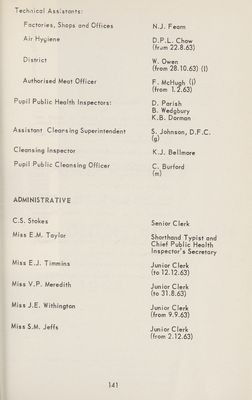 Technical Assistants:
Factories, Shops and Offices N.J. Fearn
Air Hygiene D.P.L. Chow
(from 22.8.63)
District W. Owen
(from 28.10.63) (l)
Authorised Meat Officer F. McHugh (l)
(from 1.2.63)
Pupil Public Health Inspectors: D. Parish
B. Wedgbury
K.B. Dorman
Assistant Cleansing Superintendent S. Johnson, D.F.C.
(g)
Cleansing Inspector K.J. Bellmore
Pupil Public Cleansing Officer C. Burford
(m)
ADMINISTRATIVE
C.S. Stokes Senior Clerk
Miss E.M. Taylor Shorthand Typist and
Chief Public Health
Inspector's Secretary
Miss E.J. Timmins Junior Clerk
(to 12.12.63)
Miss V.P. Meredith Junior Clerk
(to 31.8.63)
Miss J.E. Withington Junior Clerk
(from 9.9.63)
Miss S.M. Jeffs Junior Clerk
(from 2.12.63)
141